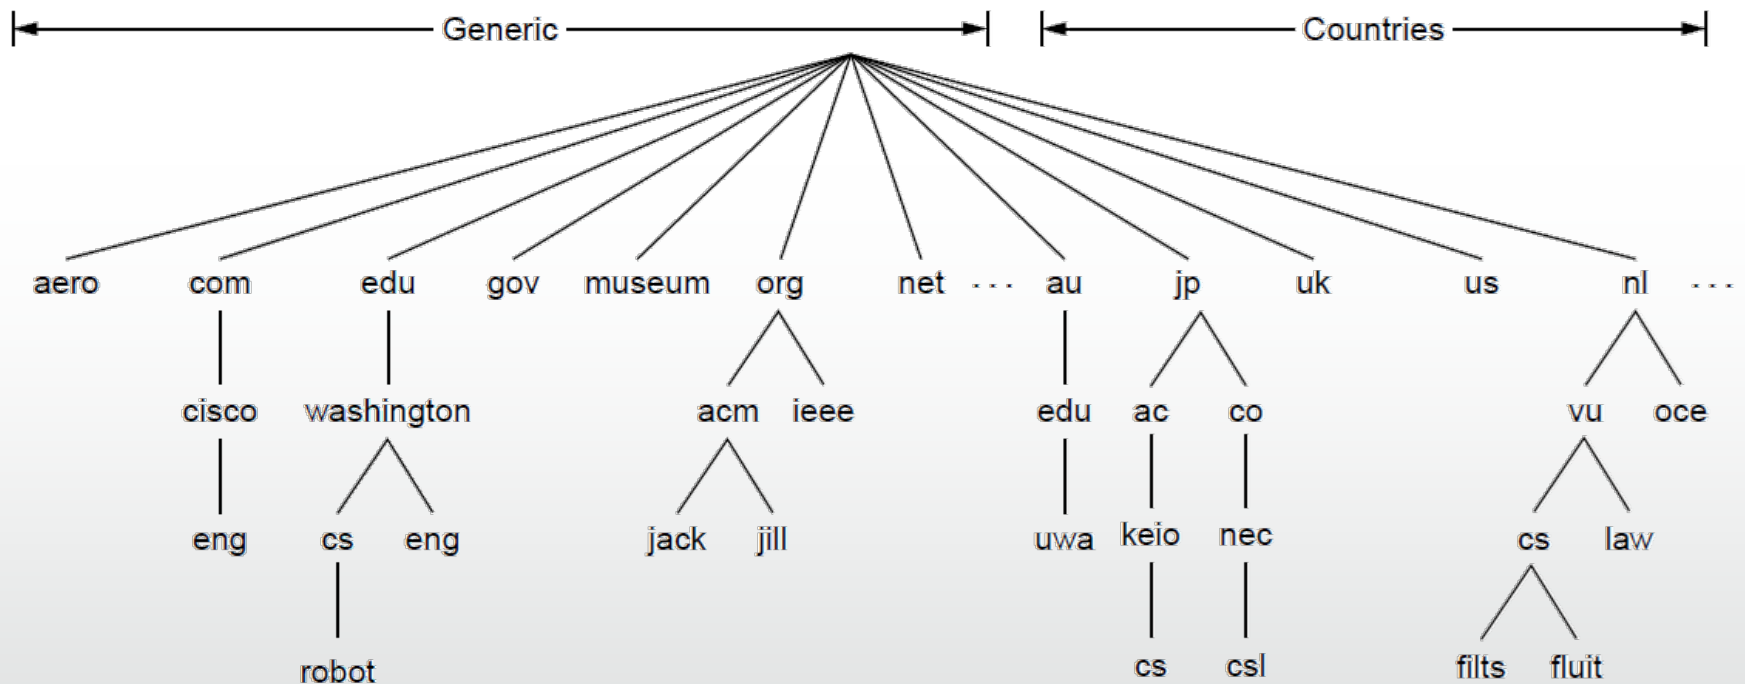 Generic Countries
aero com edu gov museum org net ... au jp uk us nl ...
cisco washington acm ieee edu ac co vu oce
eng cs eng jack jill uwa keio nec cs law
robot cs csl filts fluit